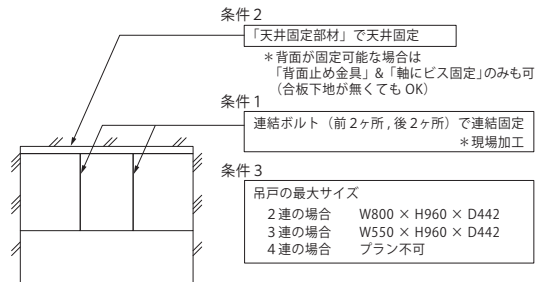 条件２
「天井固定部材」で天井固定
＊背面が固定可能な場合は
「背面止め金具」＆「軸にビス固定」のみも可
（合板下地が無くても OK）
条件１
連結ボルト（前２ヶ所 , 後２ヶ所）で連結固定
＊現場加工
条件３
吊戸の最大サイズ
２連の場合　W800 × H960 × D442
３連の場合　W550 × H960 × D442
４連の場合　プラン不可